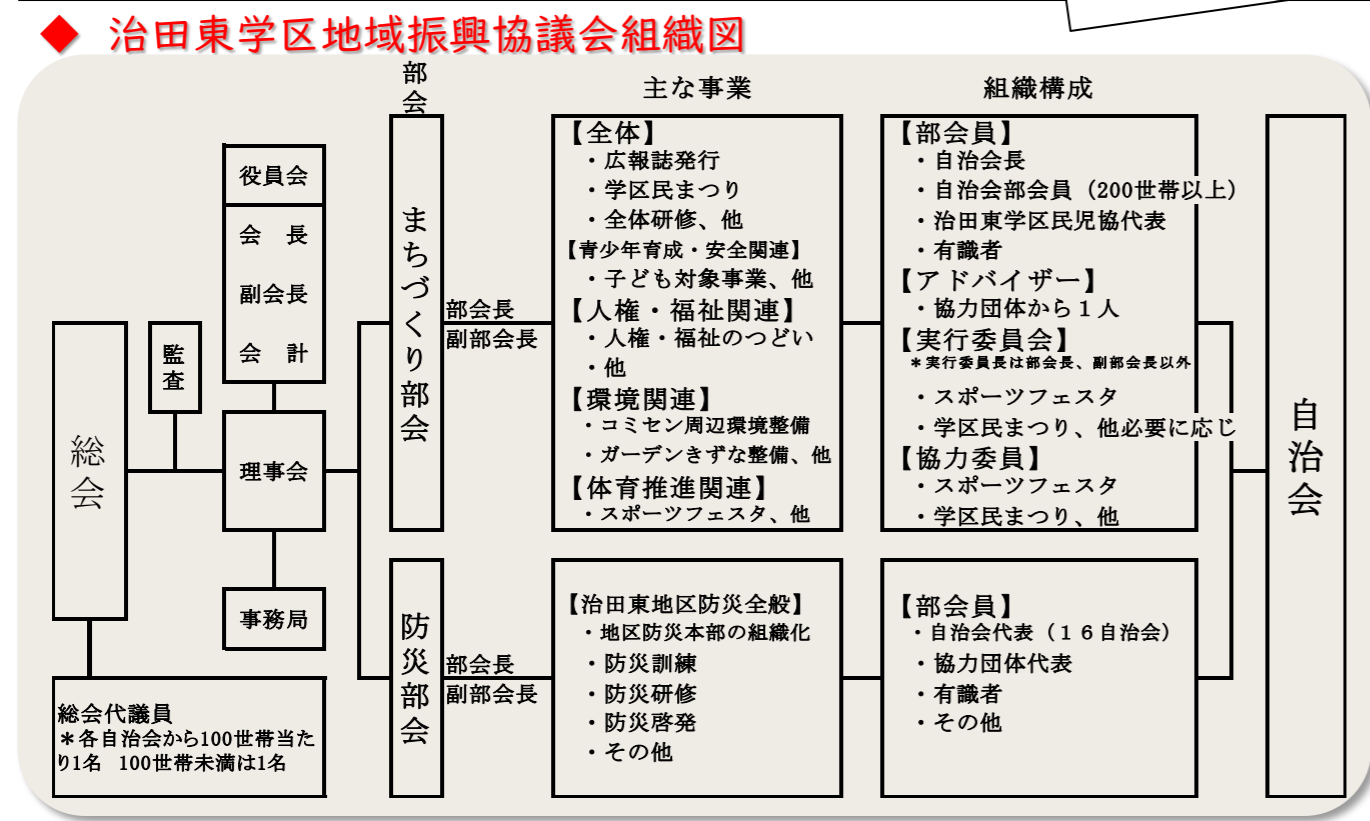 ◆ 治田東学区地域振興協議会組織図
部会
主な事業
組織構成
総会
監査
役員会
会　長
副会長
会　計
理事会
事務局
総会代議員
＊各自治会から100世帯当た
り1名　100世帯未満は1名
まちづくり部会
部会長
副部会長
【全体】
・広報誌発行
・学区民まつり
・全体研修、他
【青少年育成・安全関連】
・子ども対象事業、他
【人権・福祉関連】
・人権・福祉のつどい
・他
【環境関連】
・コミセン周辺環境整備
・ガーデンきずな整備、他
【体育推進関連】
・スポーツフェスタ、他
【部会員】
・自治会長
・自治会部会員（200世帯以上）
・治田東学区民児協代表
・有識者
【アドバイザー】
・協力団体から１人
【実行委員会】
＊実行委員長は部会長、副部会長以外
・スポーツフェスタ
・学区民まつり、他必要に応じ
【協力委員】
・スポーツフェスタ
・学区民まつり、他
防災部会
部会長
副部会長
【治田東地区防災全般】
・地区防災本部の組織化
・防災訓練
・防災研修
・防災啓発
・その他
【部会員】
・自治会代表（１６自治会）
・協力団体代表
・有識者
・その他
自治会